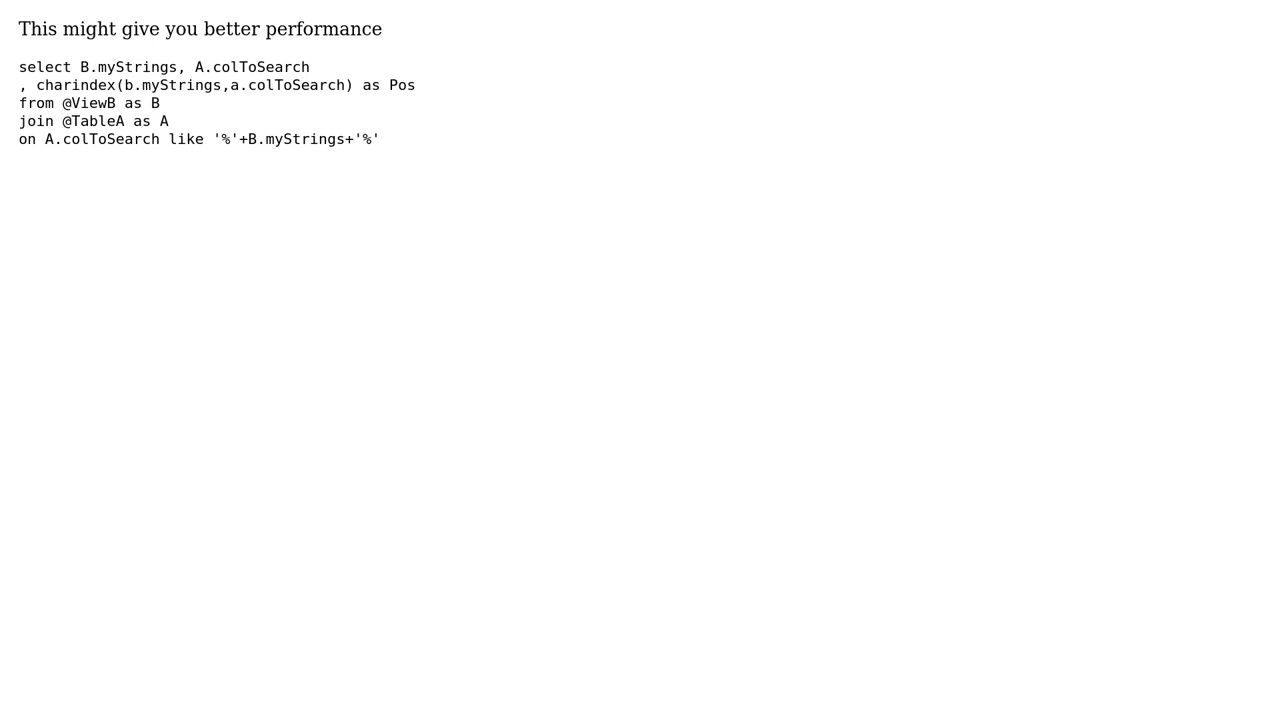 This might give you better performance
select B.myStrings, A.colToSearch
, charindex(b.myStrings,a.colToSearch) as Pos
from @ViewB as B
join @TableA as A
on A.colToSearch like '%'+B.myStrings+'%'